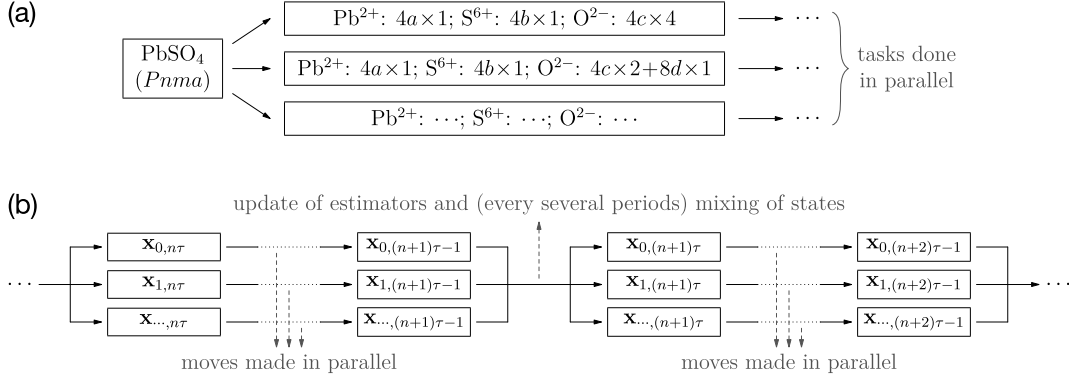 (a)
PbSO₄
(Pnma)
Pb²⁺: 4a×1; S⁶⁺: 4b×1; O²⁻: 4c×4
···
Pb²⁺: 4a×1; S⁶⁺: 4b×1; O²⁻: 4c×2+8d×1
···
Pb²⁺: ···; S⁶⁺: ···; O²⁻: ···
···
tasks done
in parallel
(b)
update of estimators and (every several periods) mixing of states
x₀,nτ
x₀,(n+1)τ−1
x₀,(n+1)τ
x₀,(n+2)τ−1
···
x₁,nτ
x₁,(n+1)τ−1
x₁,(n+1)τ
x₁,(n+2)τ−1
···
x···,nτ
x···,(n+1)τ−1
x···,(n+1)τ
x···,(n+2)τ−1
moves made in parallel
moves made in parallel